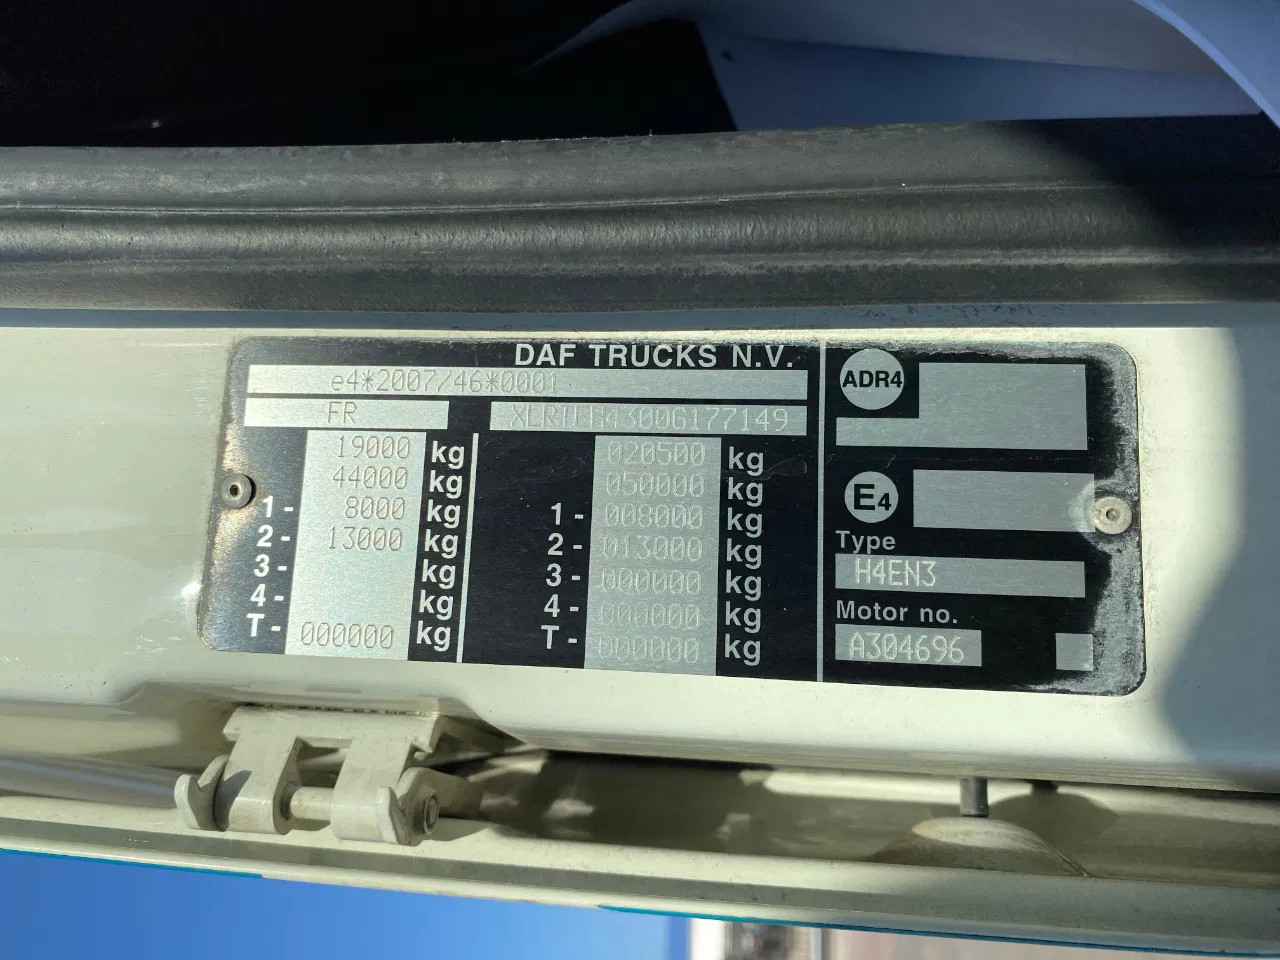 DAF TRUCKS N.V.
e4*2007/46*0001
FR
19000 kg
44000 kg
1- 8000 kg
2- 13000 kg
3- kg
4- kg
T- 000000 kg
020500 kg
050000 kg
1- 008000 kg
2- 013000 kg
3- 000000 kg
4- 000000 kg
T- 000000 kg
ADR4
E4
Type
H4EN3
Motor no.
A304696